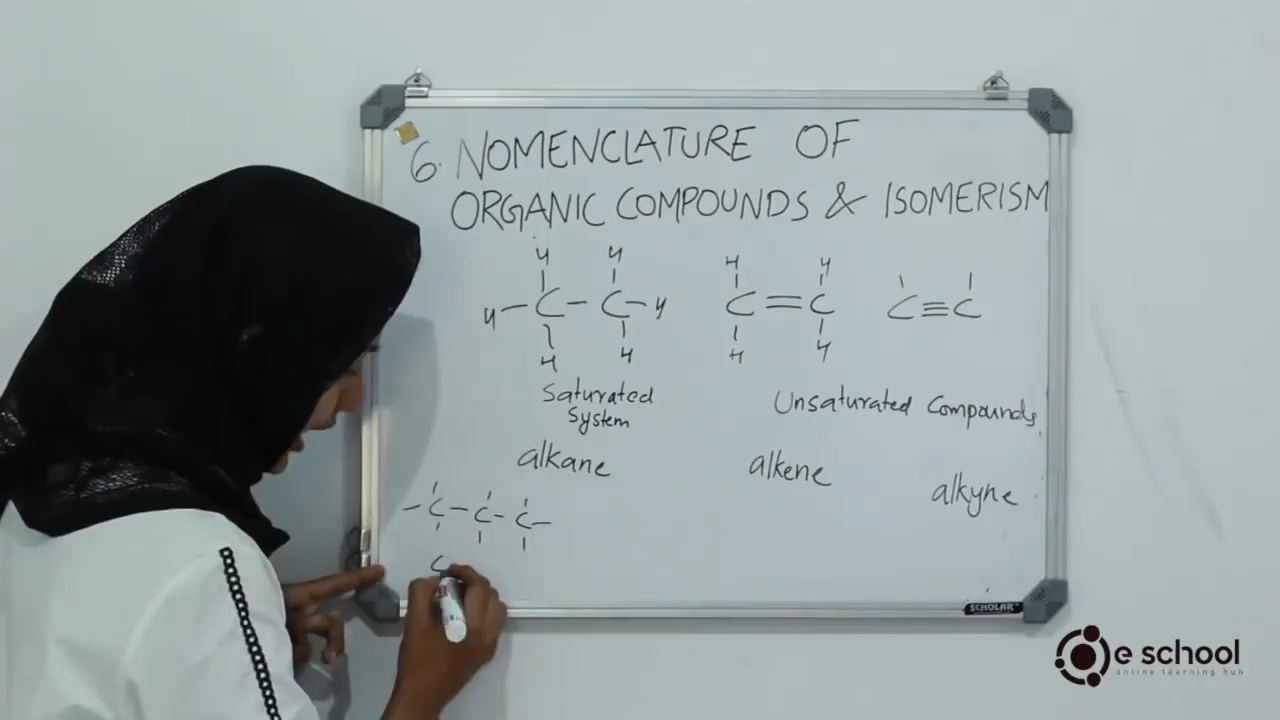 6. NOMENCLATURE OF
ORGANIC COMPOUNDS & ISOMERISM
H H
H - C - C - H
H H
H H
C = C
H H
C ≡ C
Saturated
System
Unsaturated Compounds
alkane
alkene
alkyne
- C - C - C -
C
SCHOLAR
e school
online learning hub